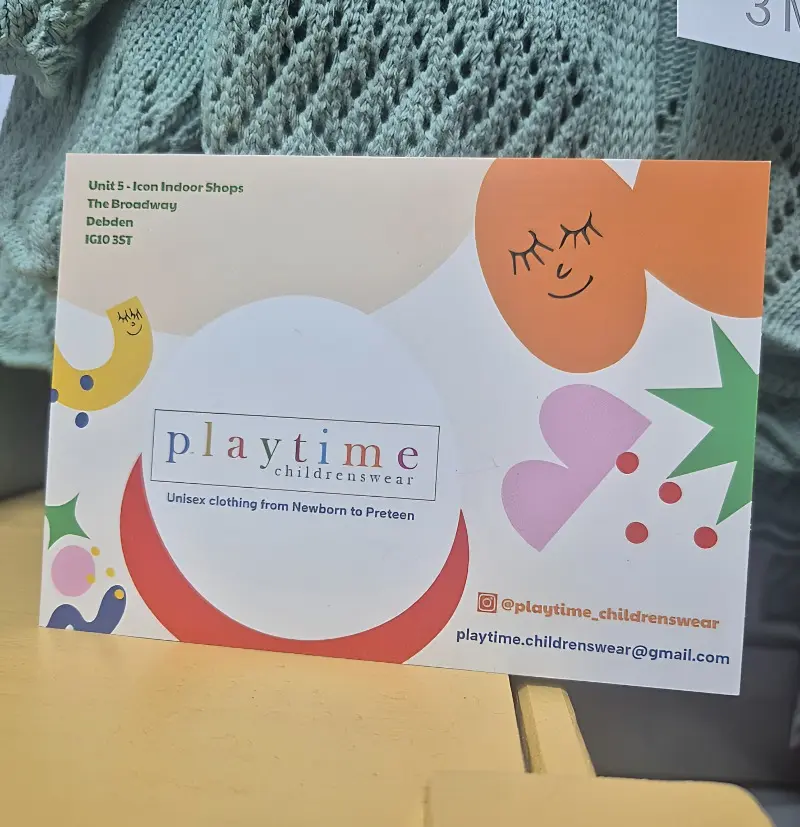 3 M
Unit 5 - Icon Indoor Shops
The Broadway
Debden
IG10 3ST
playtime
childrenswear
Unisex clothing from Newborn to Preteen
@playtime_childrenswear
playtime.childrenswear@gmail.com